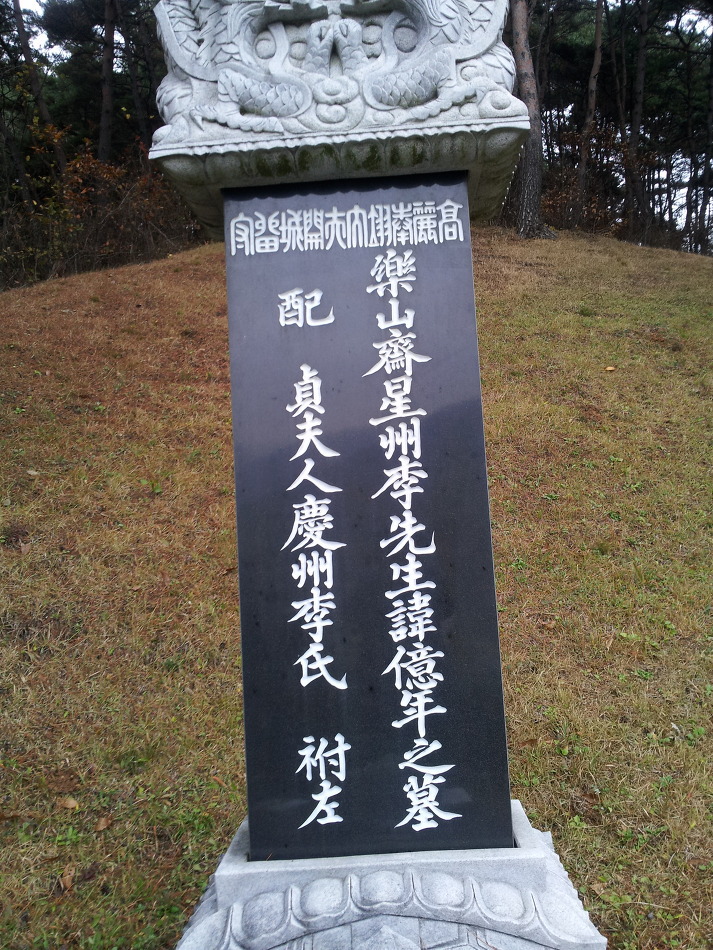 高麗奉翊大夫開城留守
樂山齋星州李先生諱億年之墓
配 貞夫人慶州李氏 祔左